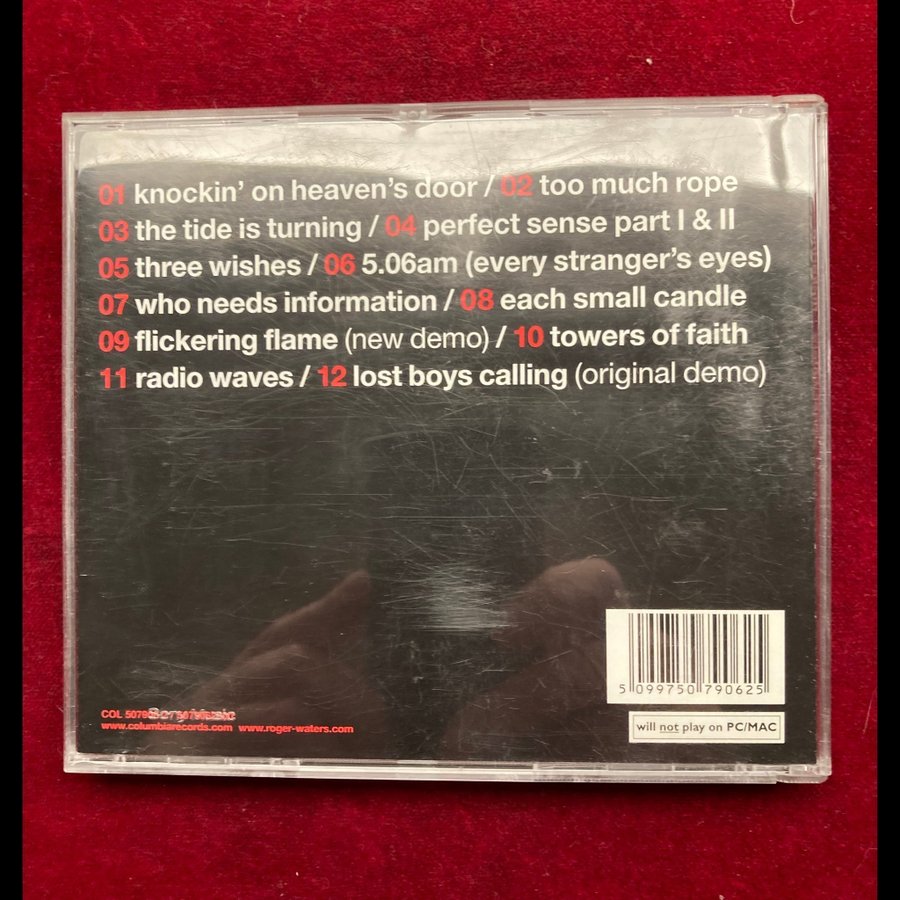 01 knockin' on heaven's door / 02 too much rope
03 the tide is turning / 04 perfect sense part I & II
05 three wishes / 06 5.06am (every stranger's eyes)
07 who needs information / 08 each small candle
09 flickering flame (new demo) / 10 towers of faith
11 radio waves / 12 lost boys calling (original demo)
5 099750 790625
COL
www.columbiarecords.com www.roger-waters.com
will not play on PC/MAC